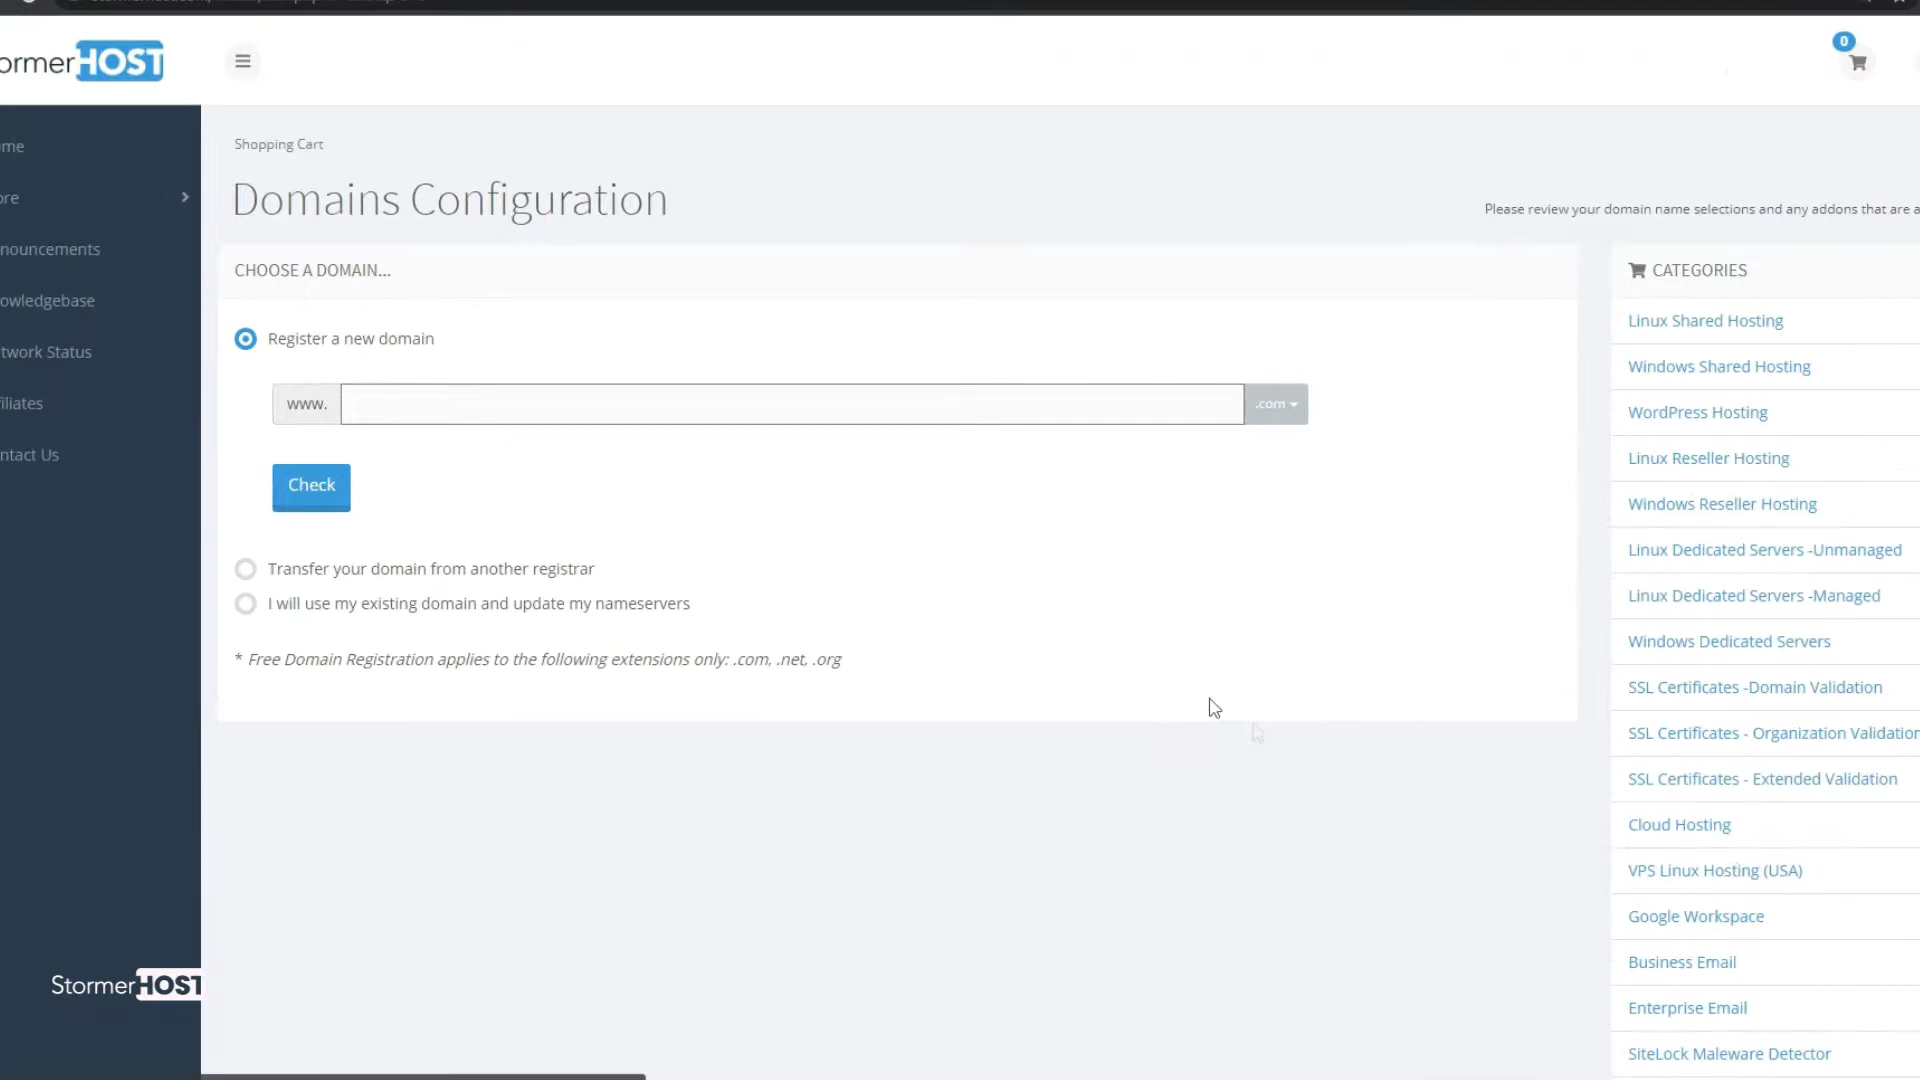 ormerHOST
0
ome
ore
nouncements
owledgebase
twork Status
filiates
ntact Us
Shopping Cart
Domains Configuration
Please review your domain name selections and any addons that are a
CHOOSE A DOMAIN...
Register a new domain
www.
.com
Check
Transfer your domain from another registrar
I will use my existing domain and update my nameservers
* Free Domain Registration applies to the following extensions only: .com, .net, .org
CATEGORIES
Linux Shared Hosting
Windows Shared Hosting
WordPress Hosting
Linux Reseller Hosting
Windows Reseller Hosting
Linux Dedicated Servers -Unmanaged
Linux Dedicated Servers -Managed
Windows Dedicated Servers
SSL Certificates -Domain Validation
SSL Certificates - Organization Validation
SSL Certificates - Extended Validation
Cloud Hosting
VPS Linux Hosting (USA)
Google Workspace
Business Email
Enterprise Email
SiteLock Maleware Detector
StormerHOST